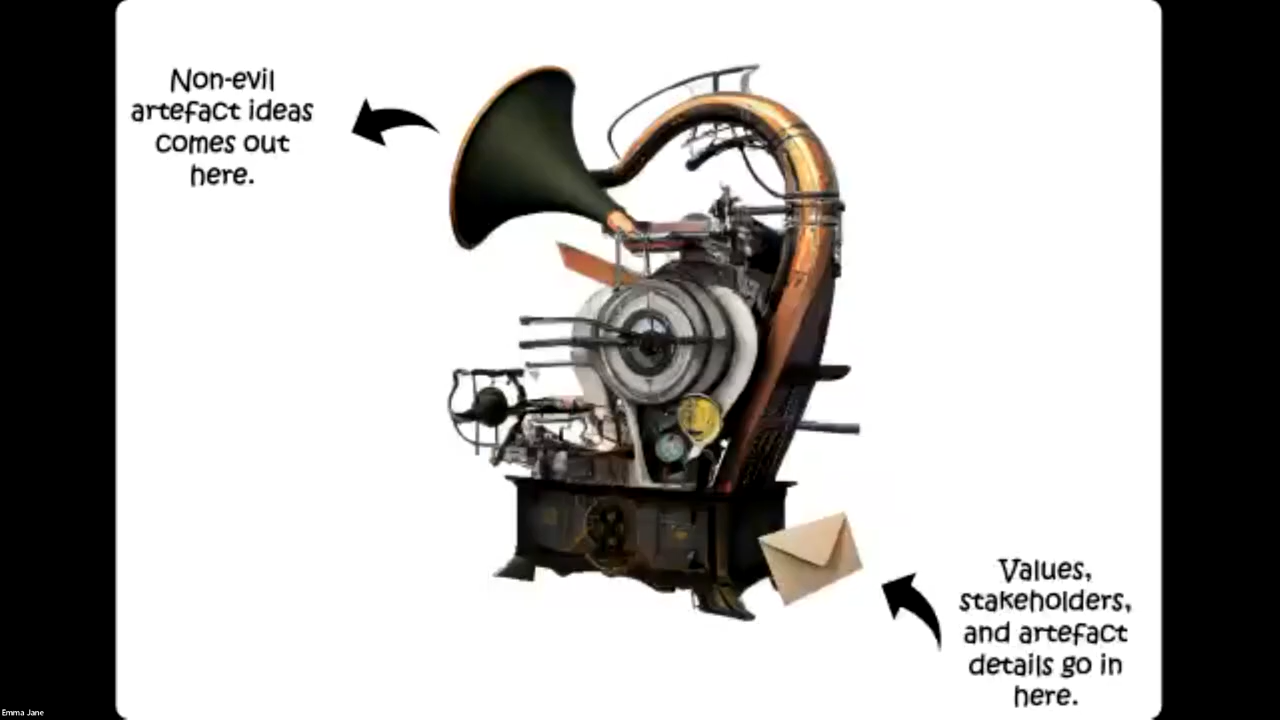 Non-evil
artefact ideas
comes out
here.
Values,
stakeholders,
and artefact
details go in
here.
Emma Jane